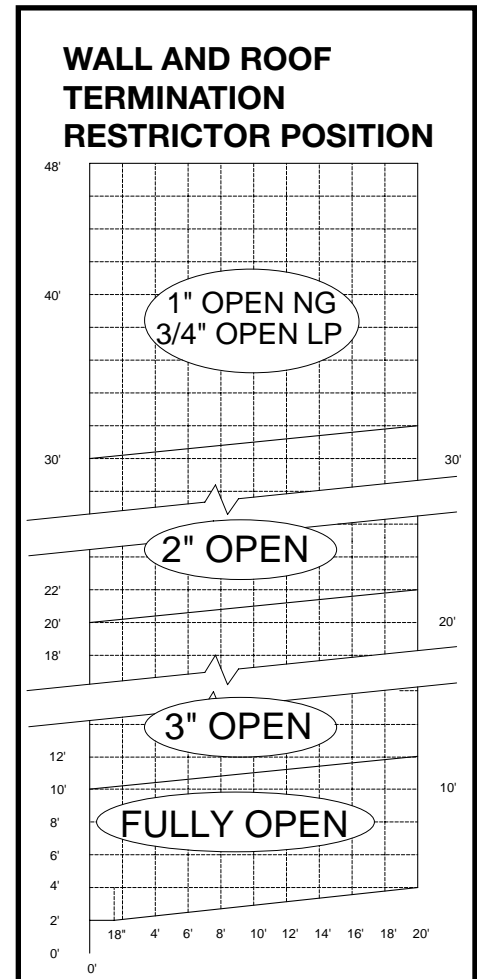 WALL AND ROOF
TERMINATION
RESTRICTOR POSITION
48'
40'
1" OPEN NG
3/4" OPEN LP
30'
30'
2" OPEN
22'
20'
20'
18'
3" OPEN
12'
10'
10'
8'
FULLY OPEN
6'
4'
2'
18" 4' 6' 8' 10' 12' 14' 16' 18' 20'
0'
0'